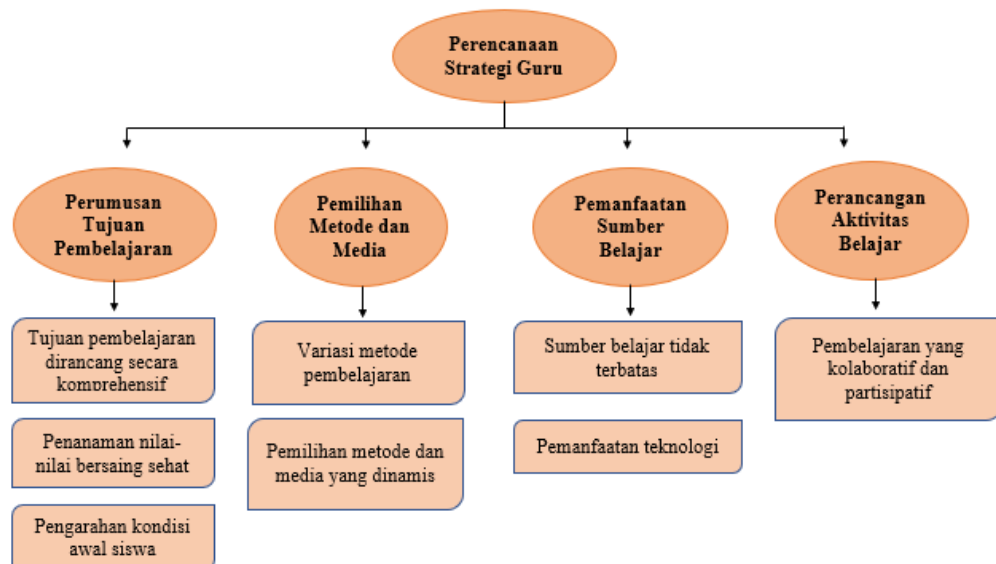 Perencanaan
Strategi Guru
Perumusan
Tujuan
Pembelajaran
Pemilihan
Metode dan
Media
Pemanfaatan
Sumber
Belajar
Perancangan
Aktivitas
Belajar
Tujuan pembelajaran
dirancang secara
komprehensif
Variasi metode
pembelajaran
Sumber belajar tidak
terbatas
Pembelajaran yang
kolaboratif dan
partisipatif
Penanaman nilai-
nilai bersaing sehat
Pemilihan metode dan
media yang dinamis
Pemanfaatan teknologi
Pengarahan kondisi
awal siswa